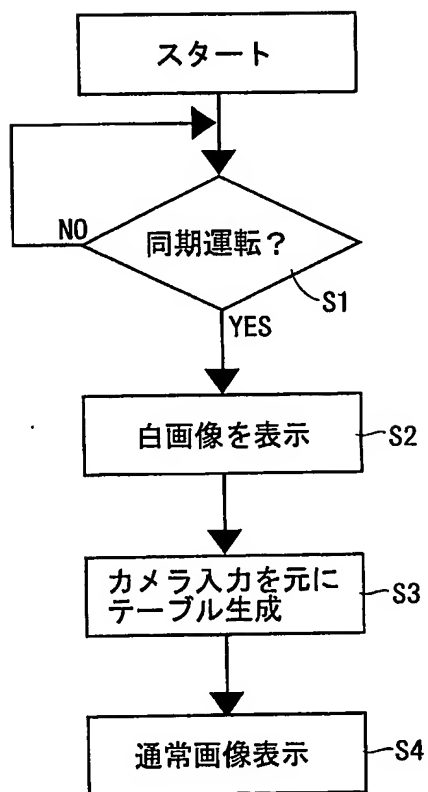 スタート
NO
同期運転？
S1
YES
白画像を表示
S2
カメラ入力を元に
テーブル生成
S3
通常画像表示
S4